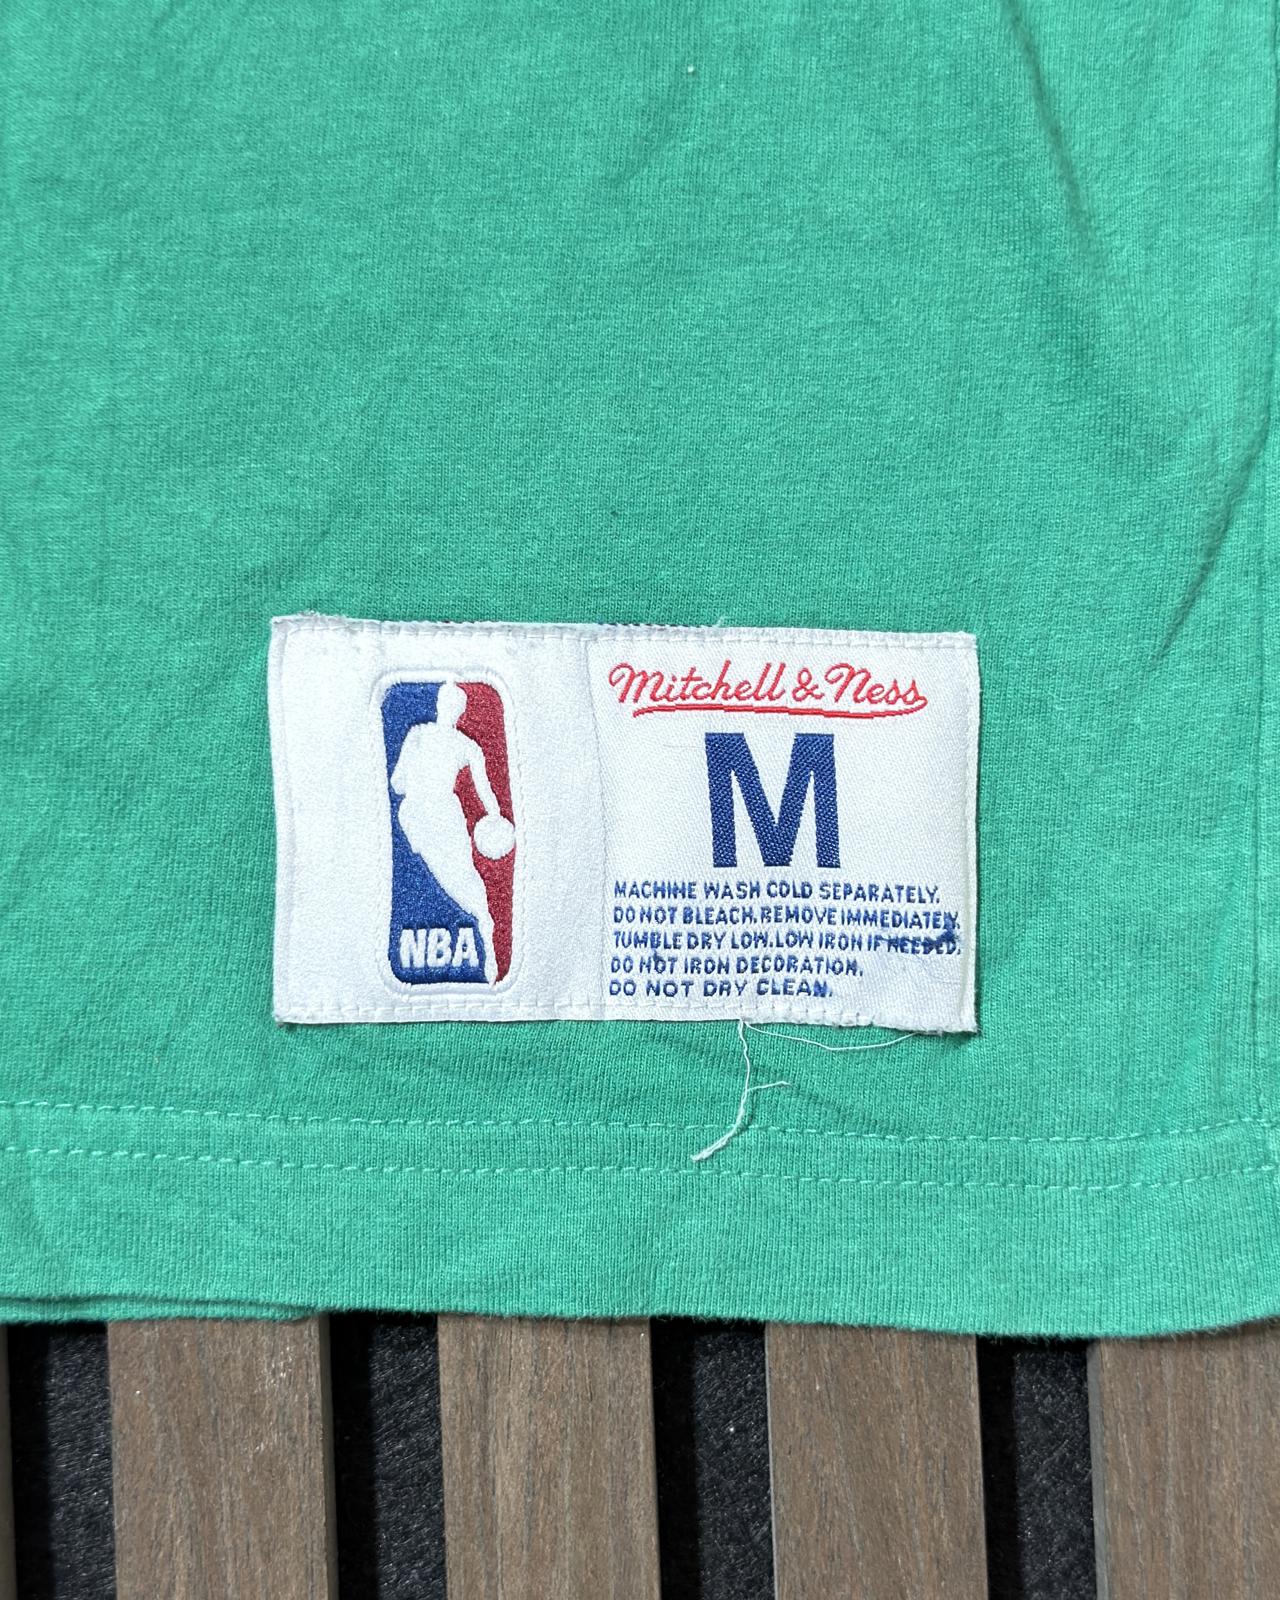 Mitchell & Ness
M
MACHINE WASH COLD SEPARATELY.
DO NOT BLEACH. REMOVE IMMEDIATELY.
TUMBLE DRY LOW. LOW IRON IF NEEDED.
DO NOT IRON DECORATION.
DO NOT DRY CLEAN.
NBA